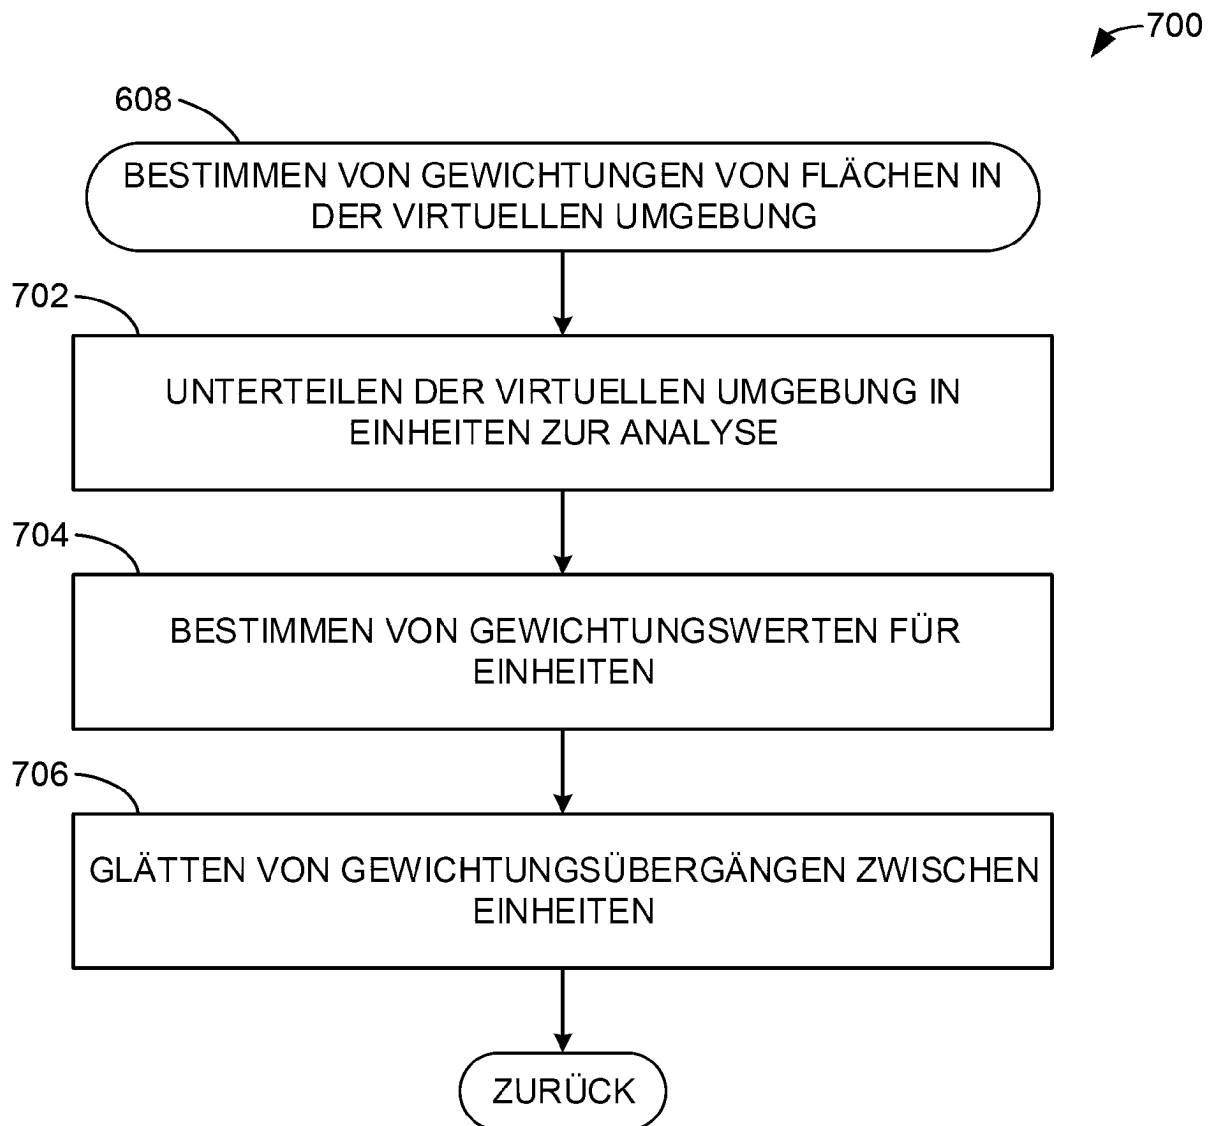 700
608
BESTIMMEN VON GEWICHTUNGEN VON FLÄCHEN IN
DER VIRTUELLEN UMGEBUNG
702
UNTERTEILEN DER VIRTUELLEN UMGEBUNG IN
EINHEITEN ZUR ANALYSE
704
BESTIMMEN VON GEWICHTUNGSWERTEN FÜR
EINHEITEN
706
GLÄTTEN VON GEWICHTUNGSÜBERGÄNGEN ZWISCHEN
EINHEITEN
ZURÜCK